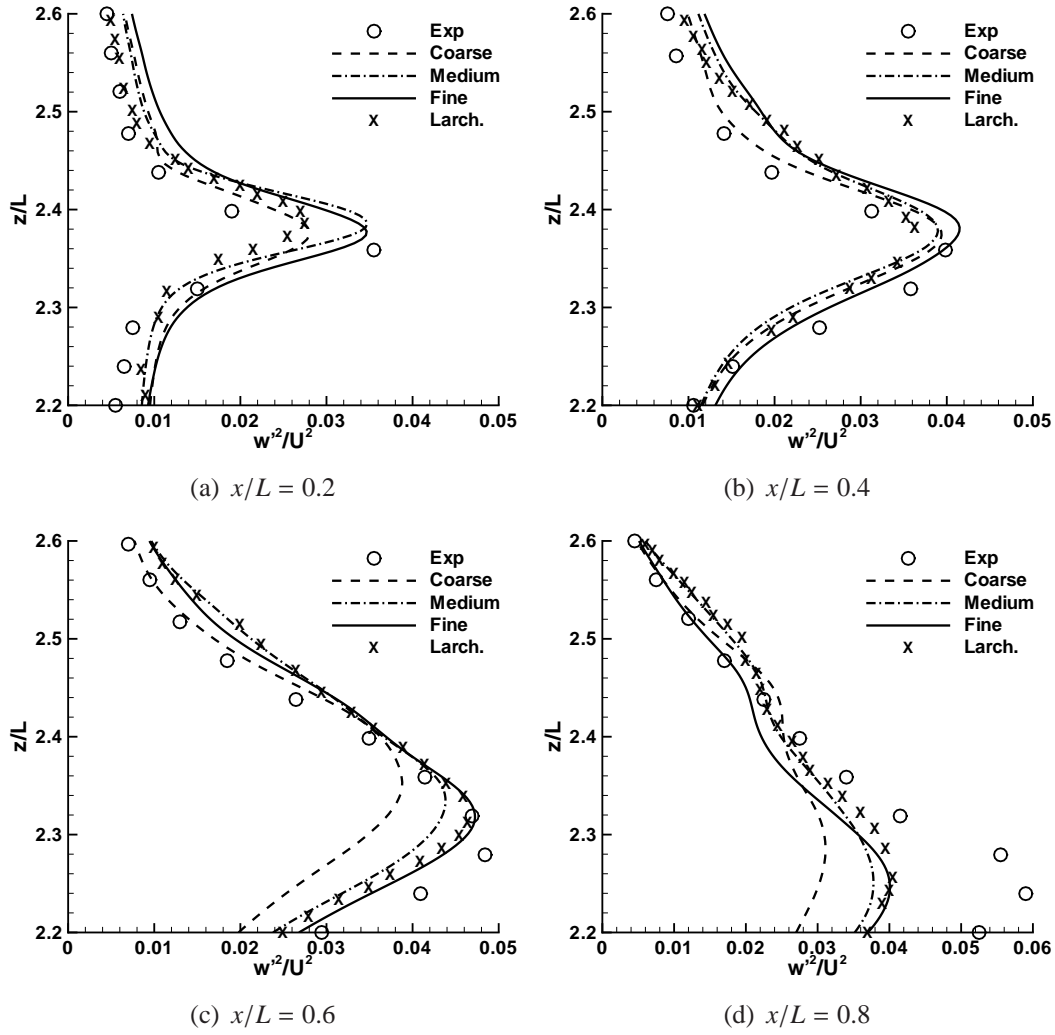 2.6
2.5
2.4
2.3
2.2
z/L
Exp
Coarse
Medium
Fine
x Larch.
0 0.01 0.02 0.03 0.04 0.05
w'²/U²
(a) x/L = 0.2
2.6
2.5
2.4
2.3
2.2
z/L
Exp
Coarse
Medium
Fine
x Larch.
0 0.01 0.02 0.03 0.04 0.05
w'²/U²
(b) x/L = 0.4
2.6
2.5
2.4
2.3
2.2
z/L
Exp
Coarse
Medium
Fine
x Larch.
0 0.01 0.02 0.03 0.04 0.05
w'²/U²
(c) x/L = 0.6
2.6
2.5
2.4
2.3
2.2
z/L
Exp
Coarse
Medium
Fine
x Larch.
0 0.01 0.02 0.03 0.04 0.05 0.06
w'²/U²
(d) x/L = 0.8